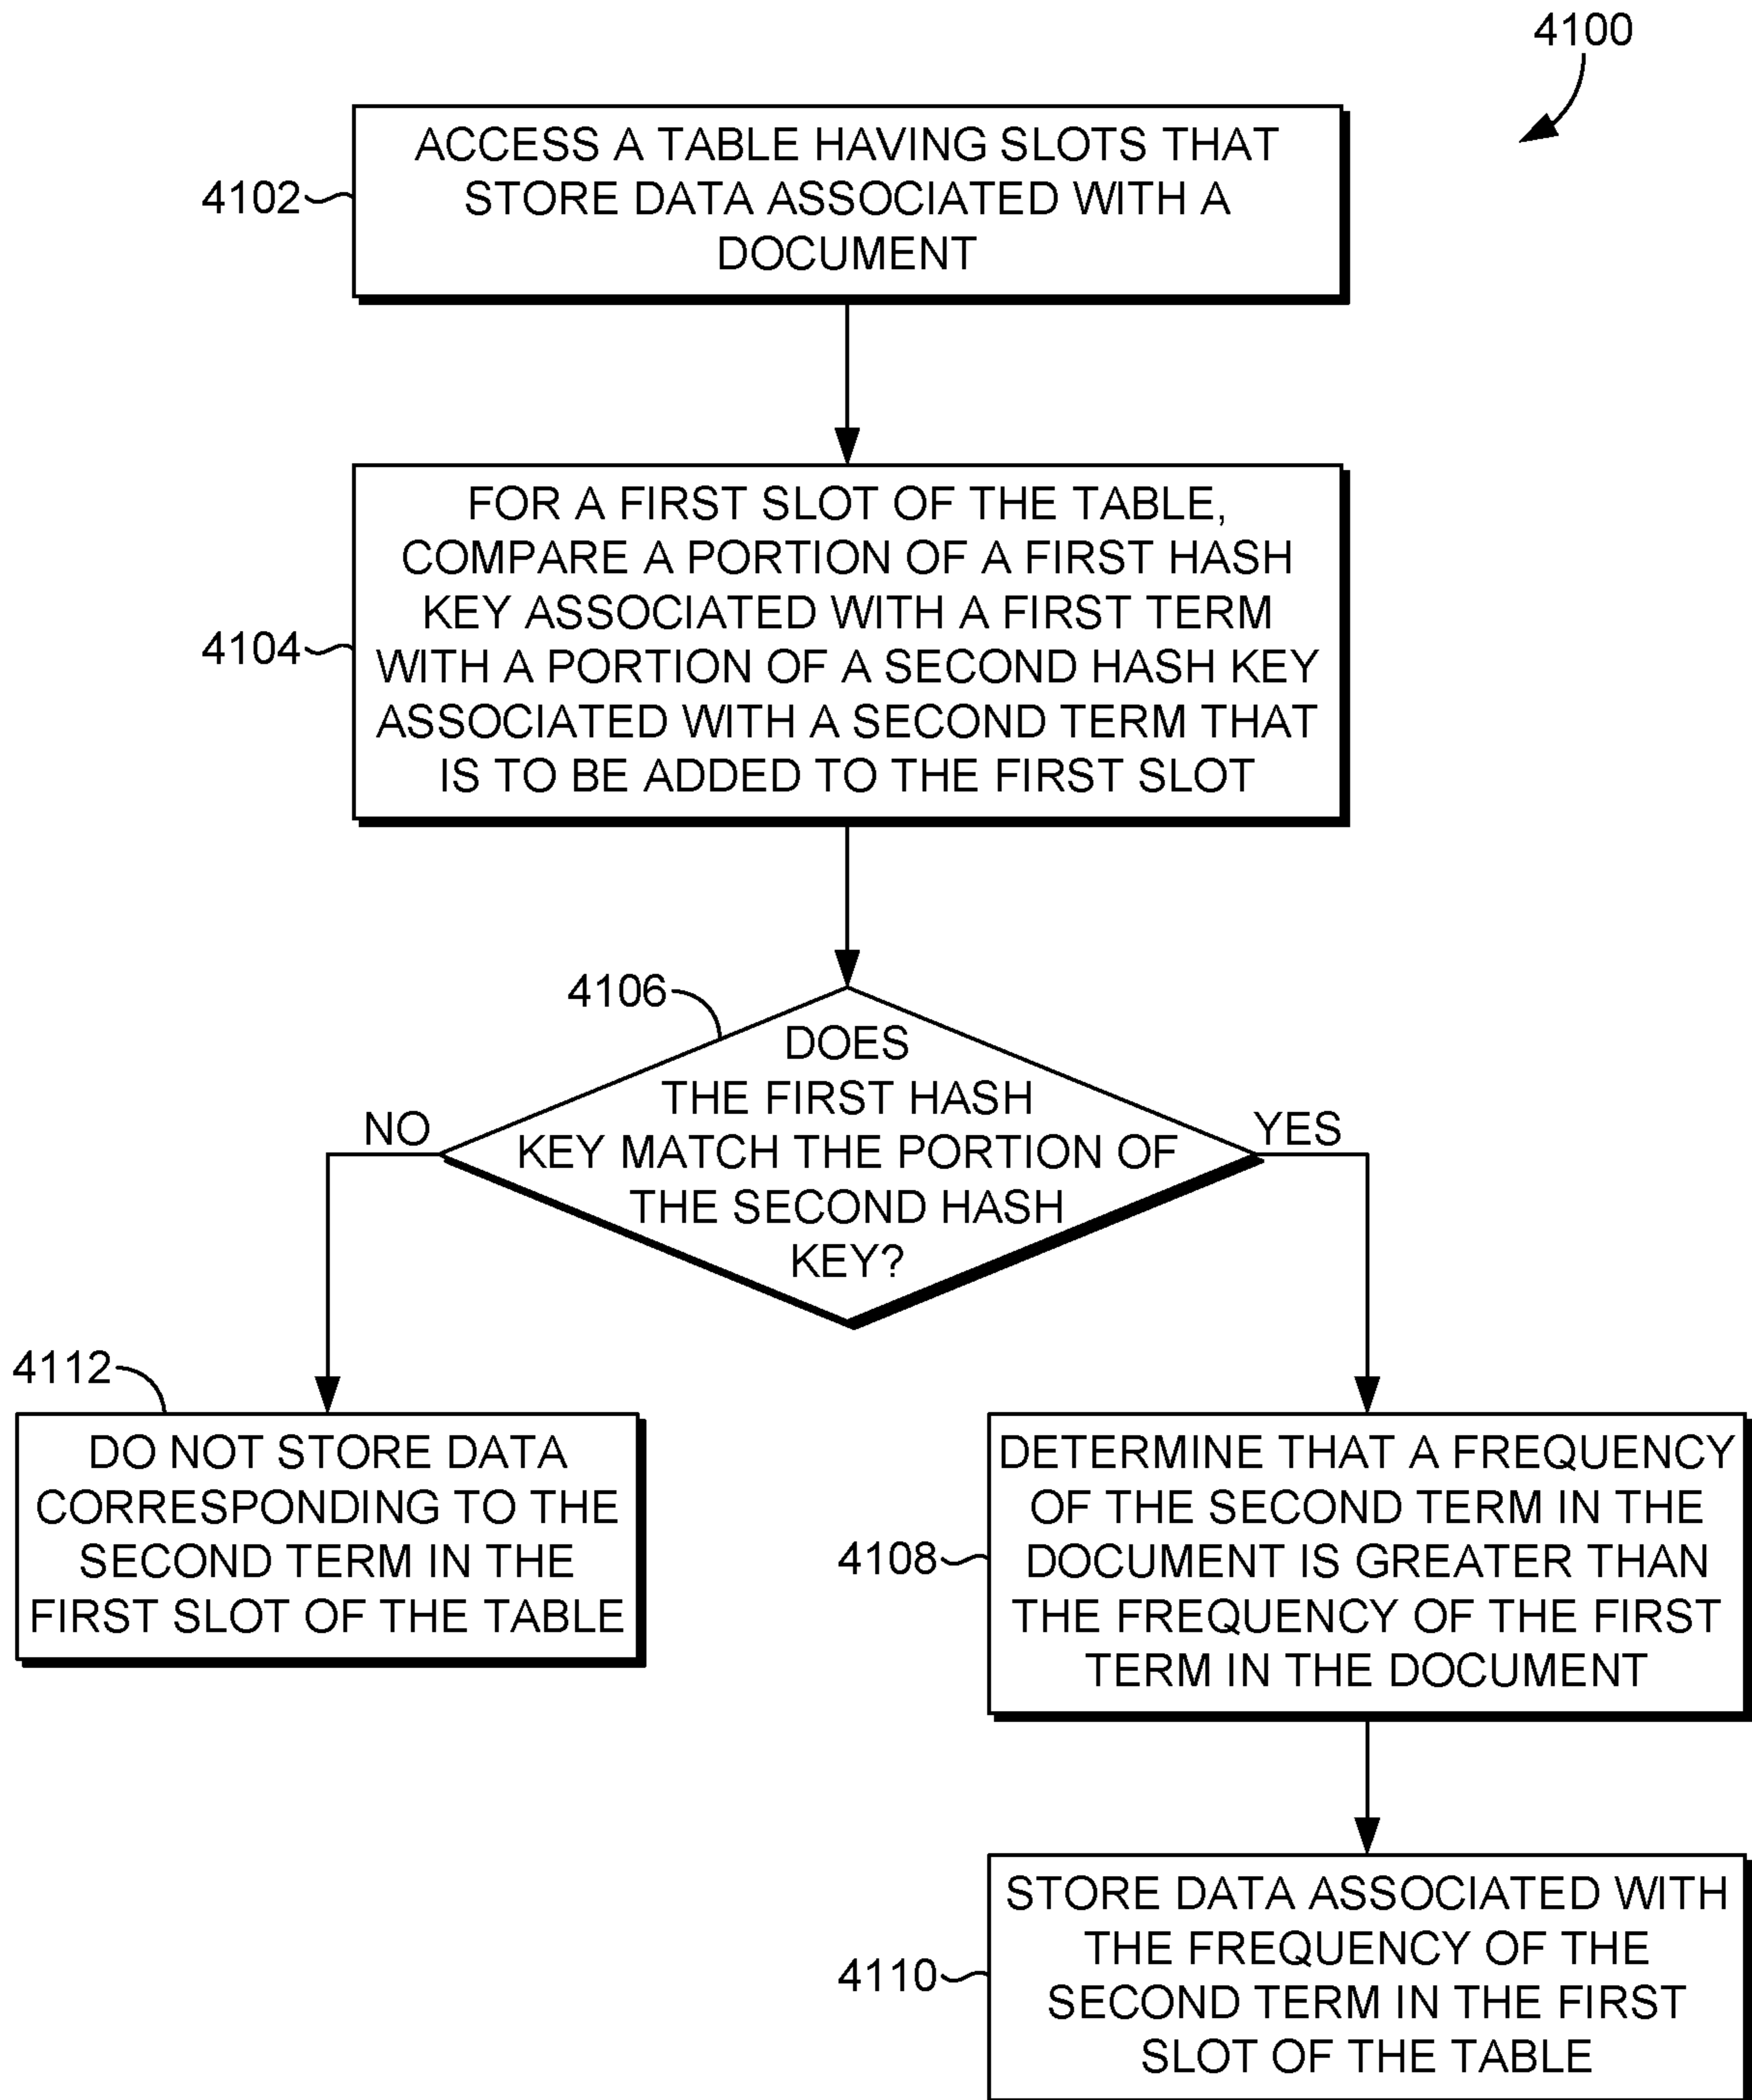 4100
ACCESS A TABLE HAVING SLOTS THAT
STORE DATA ASSOCIATED WITH A
DOCUMENT
4102
FOR A FIRST SLOT OF THE TABLE,
COMPARE A PORTION OF A FIRST HASH
KEY ASSOCIATED WITH A FIRST TERM
WITH A PORTION OF A SECOND HASH KEY
ASSOCIATED WITH A SECOND TERM THAT
IS TO BE ADDED TO THE FIRST SLOT
4104
4106
DOES
THE FIRST HASH
KEY MATCH THE PORTION OF
THE SECOND HASH
KEY?
NO
YES
4112
DO NOT STORE DATA
CORRESPONDING TO THE
SECOND TERM IN THE
FIRST SLOT OF THE TABLE
DETERMINE THAT A FREQUENCY
OF THE SECOND TERM IN THE
DOCUMENT IS GREATER THAN
THE FREQUENCY OF THE FIRST
TERM IN THE DOCUMENT
4108
STORE DATA ASSOCIATED WITH
THE FREQUENCY OF THE
SECOND TERM IN THE FIRST
SLOT OF THE TABLE
4110